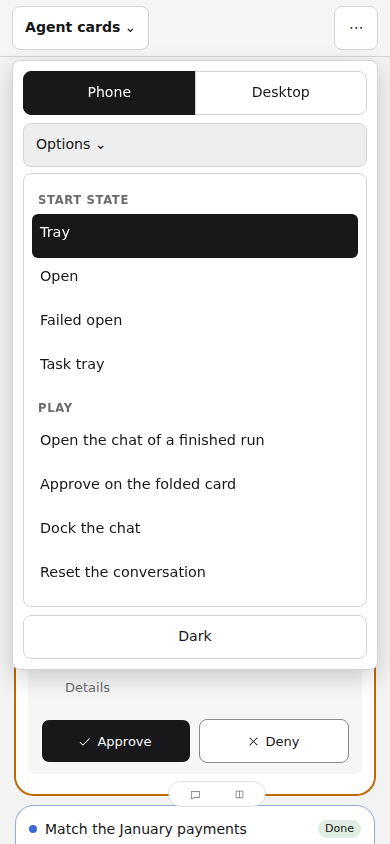 Agent cards
Phone
Desktop
Options
START STATE
Tray
Open
Failed open
Task tray
PLAY
Open the chat of a finished run
Approve on the folded card
Dock the chat
Reset the conversation
Dark
Details
Approve
Deny
Match the January payments
Done